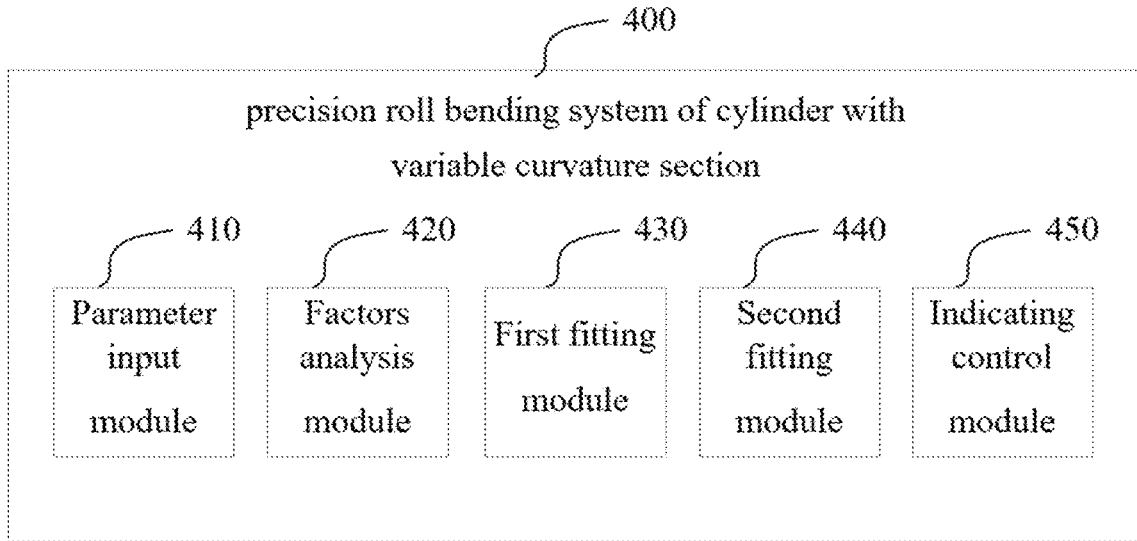 400
precision roll bending system of cylinder with
variable curvature section
410
420
430
440
450
Parameter
input
module
Factors
analysis
module
First fitting
module
Second
fitting
module
Indicating
control
module